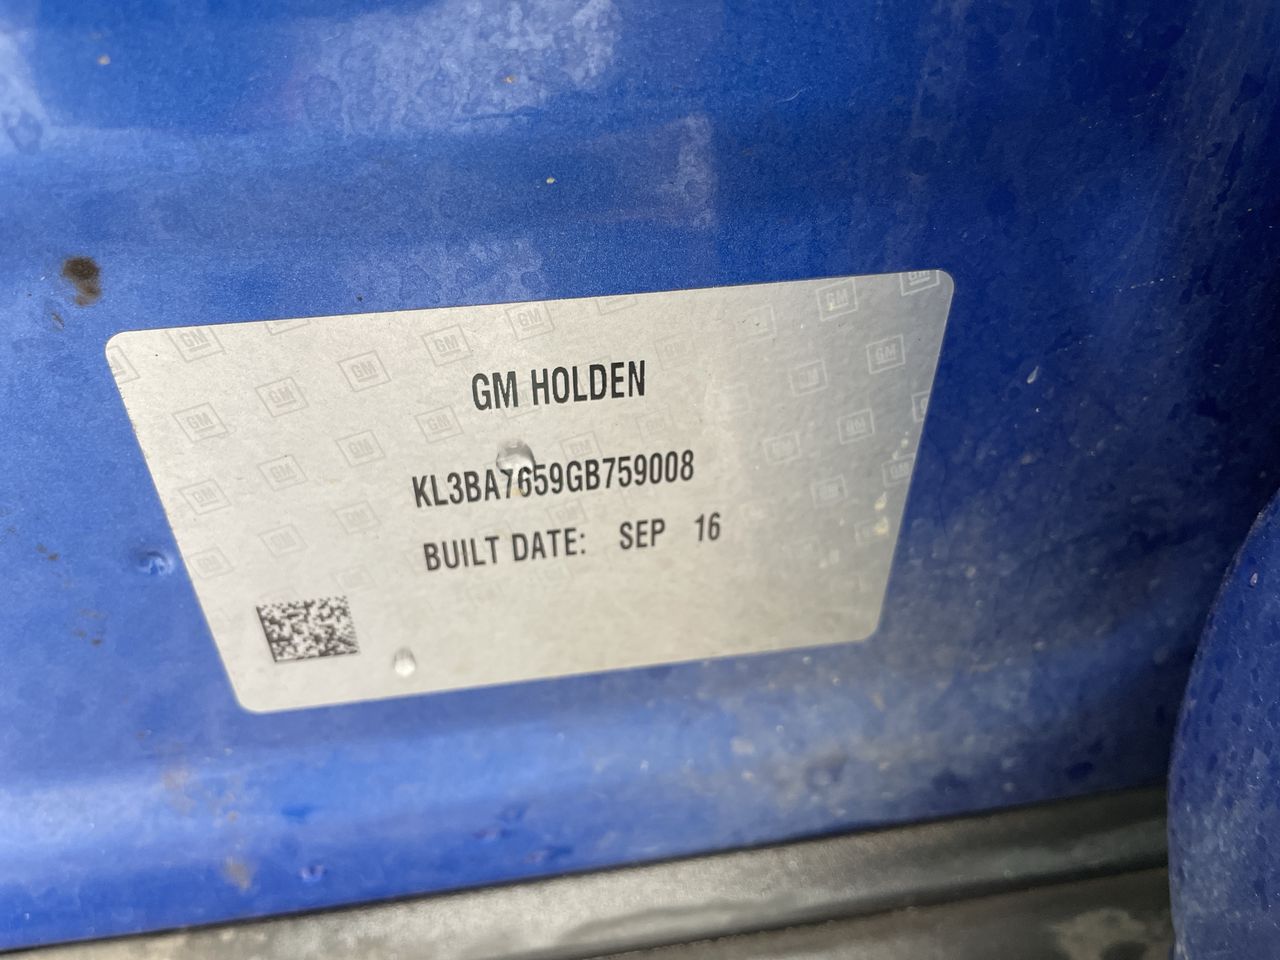 GM HOLDEN
KL3BA7659GB759008
BUILT DATE: SEP 16